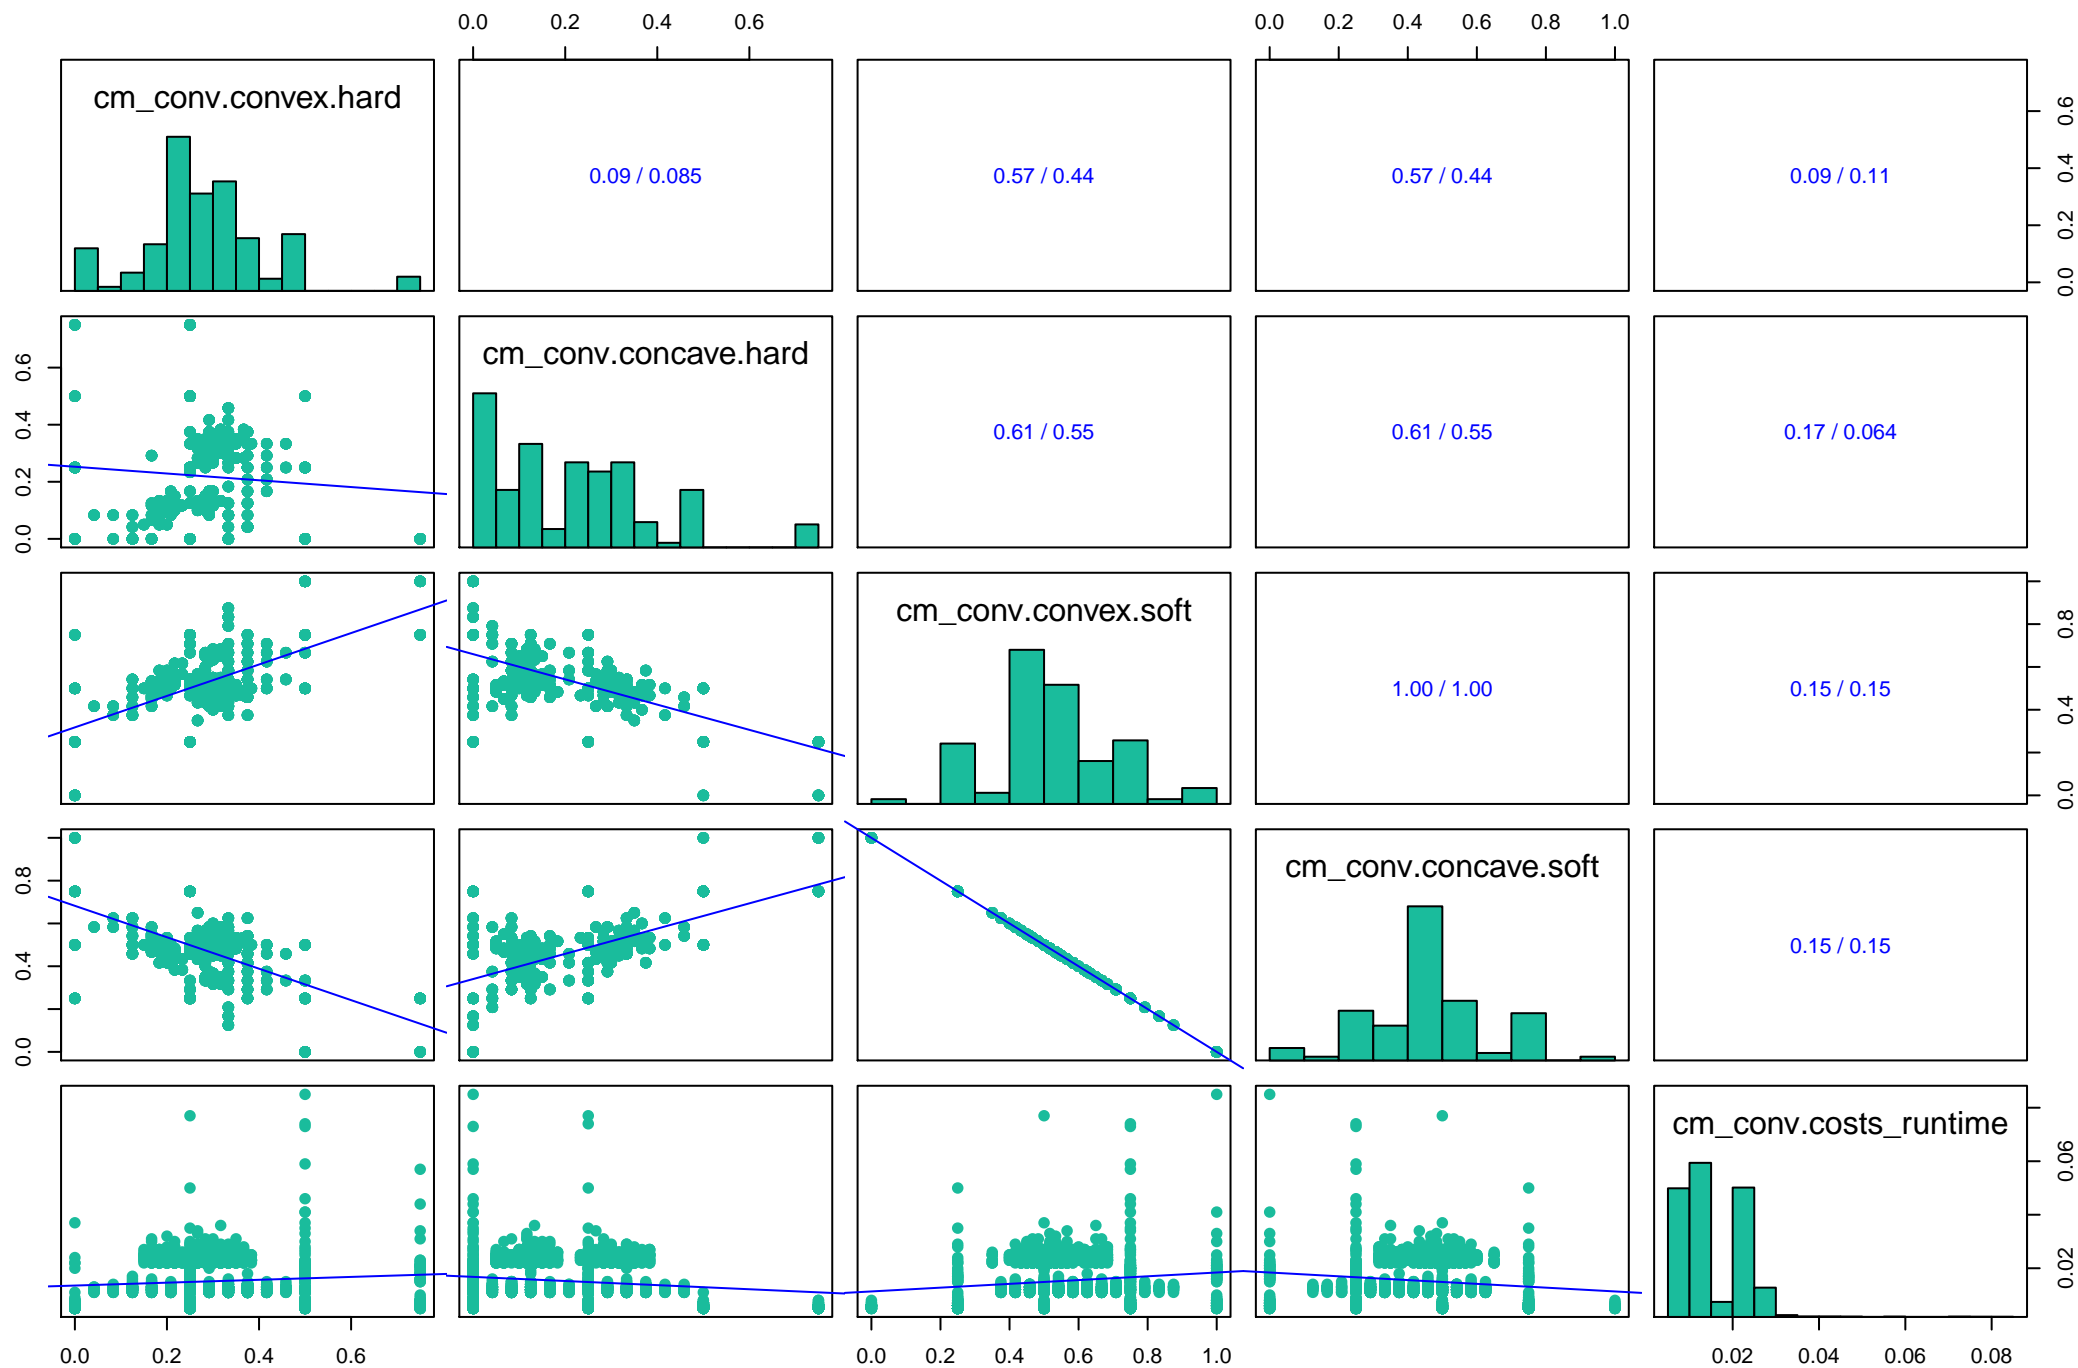 0.0 0.2 0.4 0.6 0.0 0.2 0.4 0.6 0.8 1.0
cm_conv.convex.hard 0.09 / 0.085 0.57 / 0.44 0.57 / 0.44 0.09 / 0.11
0.0 0.2 0.4 0.6
0.0 0.2 0.4 0.6
cm_conv.concave.hard 0.61 / 0.55 0.61 / 0.55 0.17 / 0.064
cm_conv.convex.soft 1.00 / 1.00 0.15 / 0.15
0.0 0.4 0.8
0.0 0.4 0.8
cm_conv.concave.soft 0.15 / 0.15
cm_conv.costs_runtime
0.02 0.06
0.0 0.2 0.4 0.6 0.0 0.2 0.4 0.6 0.8 1.0 0.02 0.04 0.06 0.08